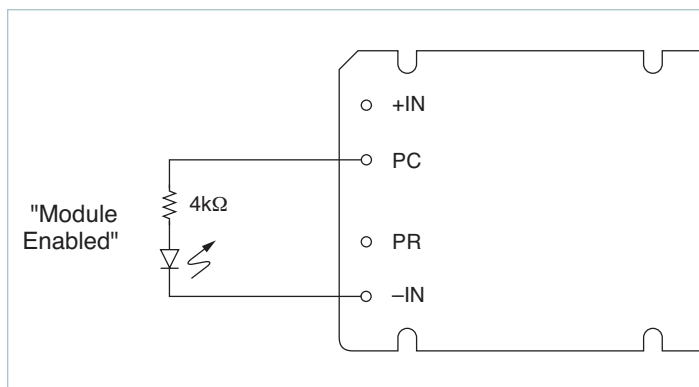 +IN
PC
4kΩ
"Module
Enabled"
PR
–IN